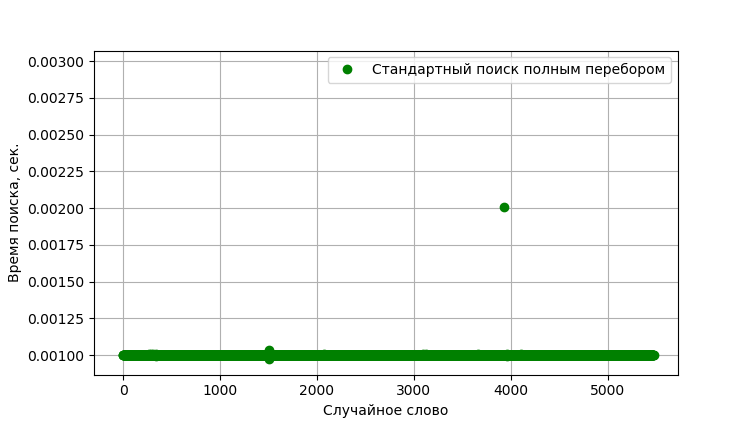 Стандартный поиск полным перебором
Время поиска, сек.
0.00300
0.00275
0.00250
0.00225
0.00200
0.00175
0.00150
0.00125
0.00100
0 1000 2000 3000 4000 5000
Случайное слово